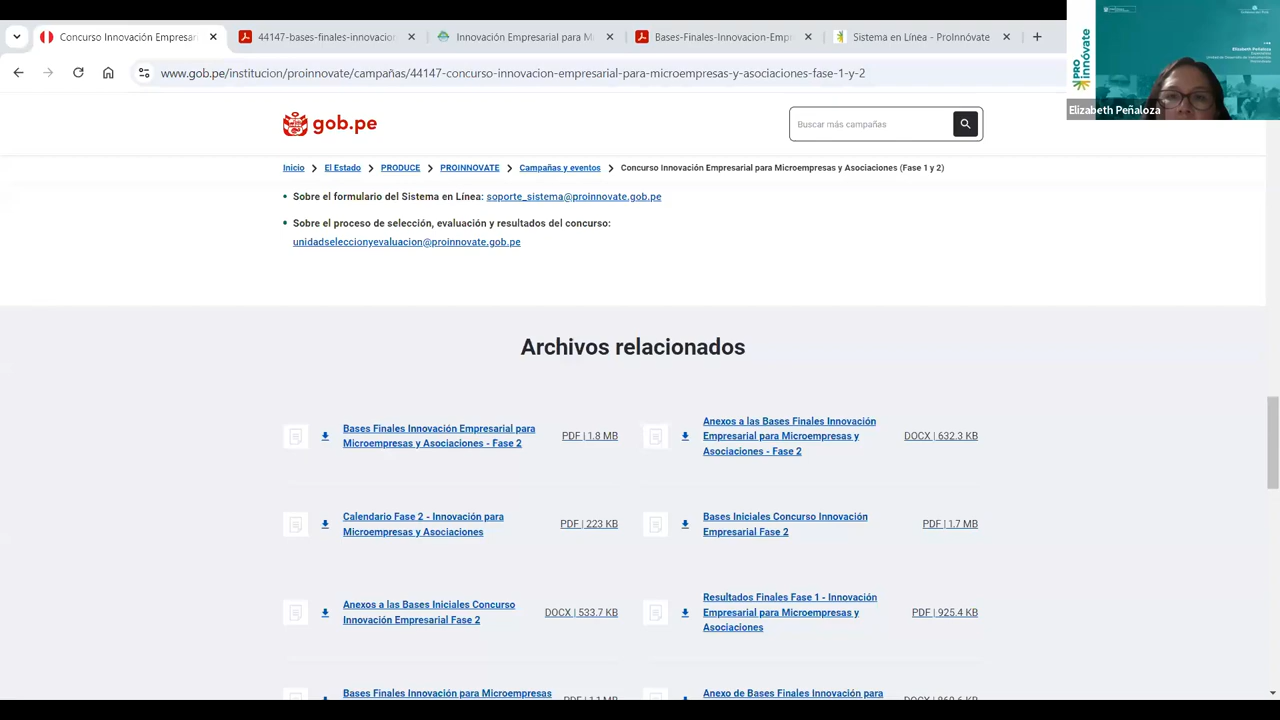 Concurso Innovación Empresar
44147-bases-finales-innovacion
Innovación Empresarial para M
Bases-Finales-Innovacion-Emp
Sistema en Línea - ProInnóvate
www.gob.pe/institucion/proinnovate/campañas/44147-concurso-innovacion-empresarial-para-microempresas-y-asociaciones-fase-1-y-2
PRO innóvate
Elizabeth Peñaloza
Elizabeth Peñaloza
gob.pe
Buscar más campañas
Inicio El Estado PRODUCE PROINNOVATE Campañas y eventos Concurso Innovación Empresarial para Microempresas y Asociaciones (Fase 1 y 2)
Sobre el formulario del Sistema en Línea: soporte_sistema@proinnovate.gob.pe
Sobre el proceso de selección, evaluación y resultados del concurso:
unidadseleccionyevaluacion@proinnovate.gob.pe
Archivos relacionados
Bases Finales Innovación Empresarial para
Microempresas y Asociaciones - Fase 2
PDF | 1.8 MB
Anexos a las Bases Finales Innovación
Empresarial para Microempresas y
Asociaciones - Fase 2
DOCX | 632.3 KB
Calendario Fase 2 - Innovación para
Microempresas y Asociaciones
PDF | 223 KB
Bases Iniciales Concurso Innovación
Empresarial Fase 2
PDF | 1.7 MB
Anexos a las Bases Iniciales Concurso
Innovación Empresarial Fase 2
DOCX | 533.7 KB
Resultados Finales Fase 1 - Innovación
Empresarial para Microempresas y
Asociaciones
PDF | 925.4 KB
Bases Finales Innovación para Microempresas
Anexo de Bases Finales Innovación para